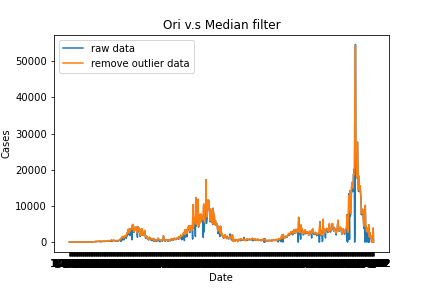 Ori v.s Median filter
raw data
remove outlier data
50000
40000
30000
20000
10000
0
Cases
Date